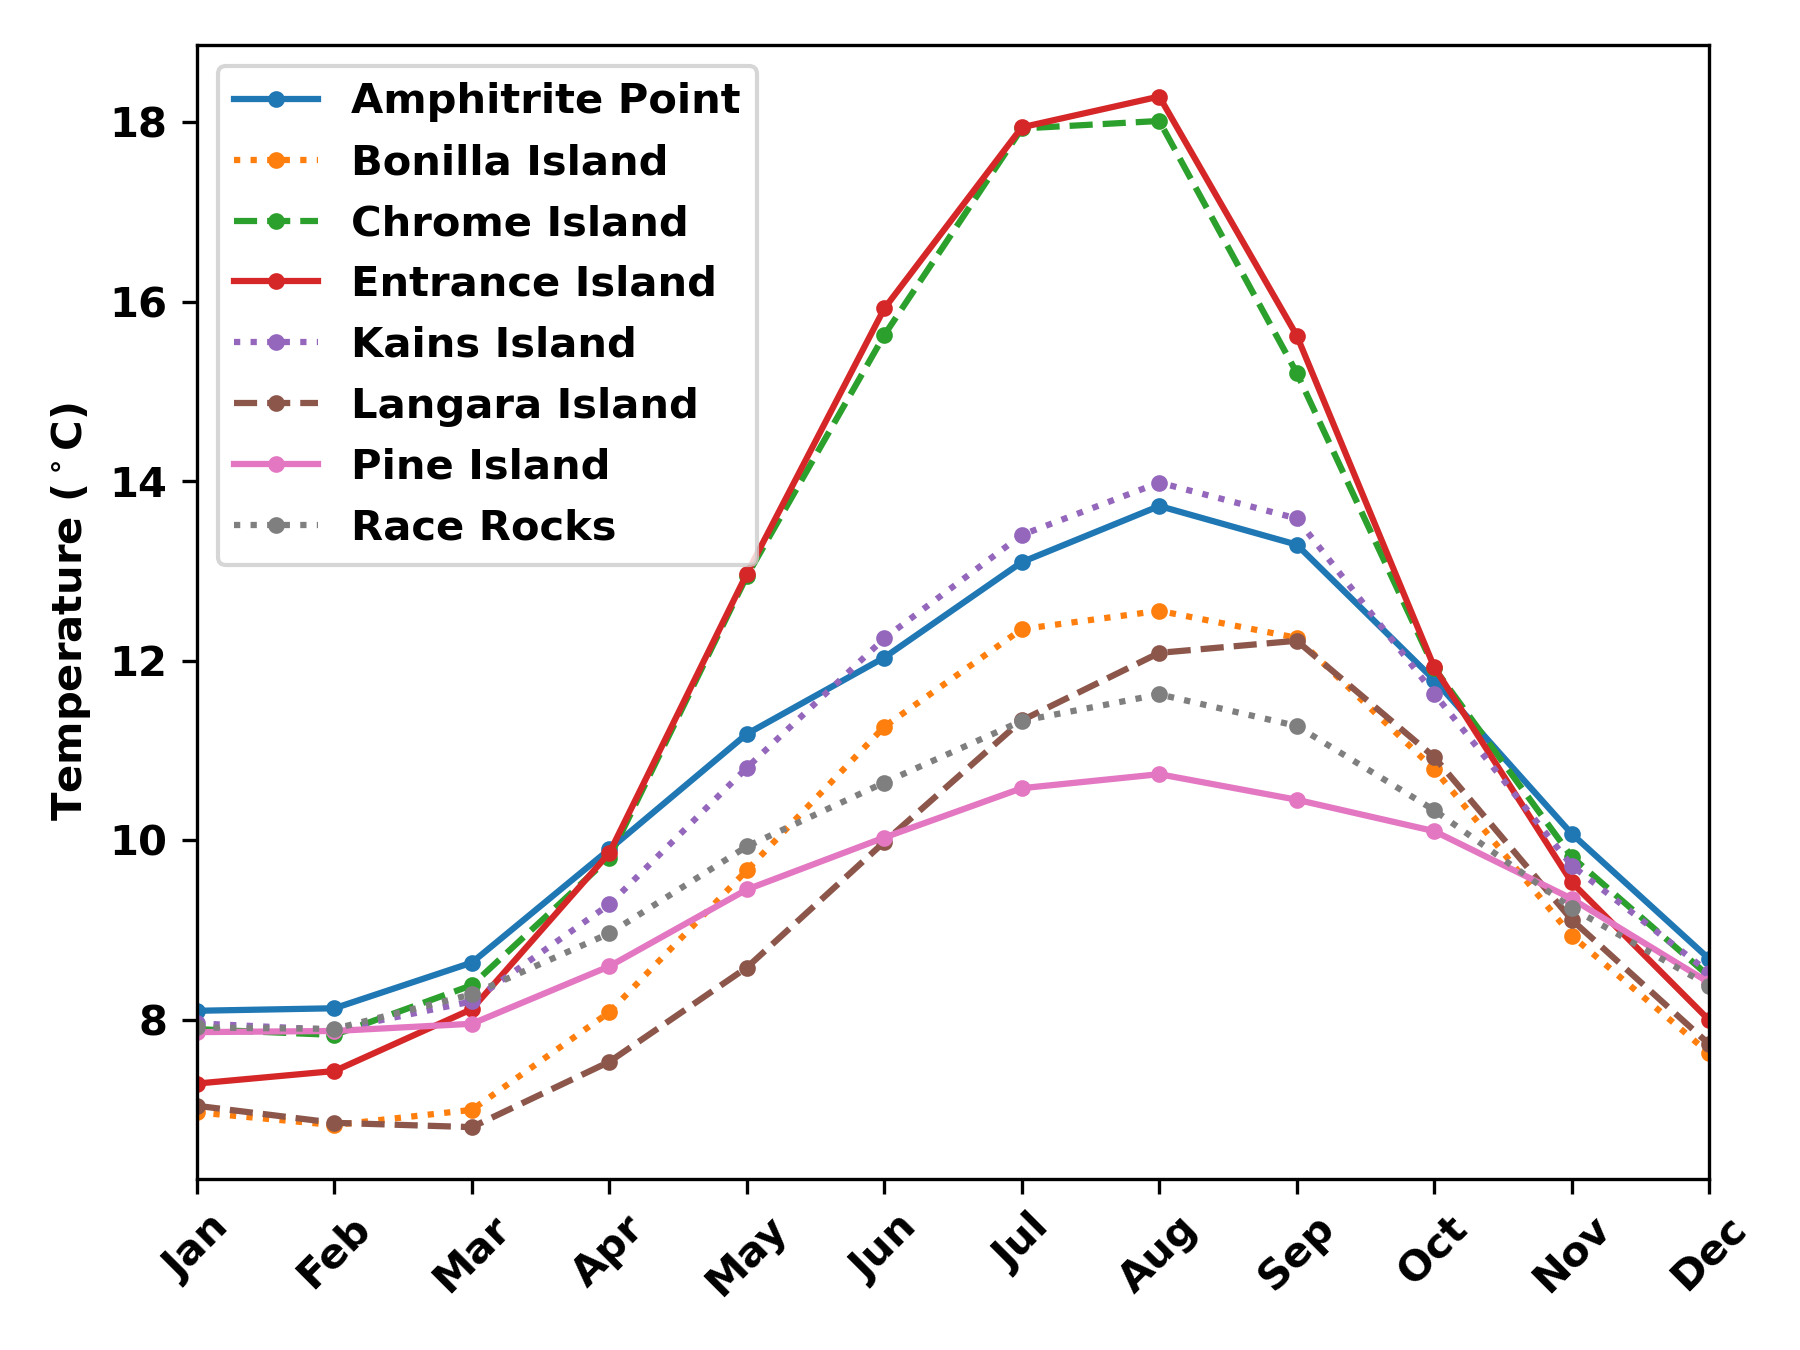 Amphitrite Point
Bonilla Island
Chrome Island
Entrance Island
Kains Island
Langara Island
Pine Island
Race Rocks
Temperature (°C)
18
16
14
12
10
8
Jan Feb Mar Apr May Jun Jul Aug Sep Oct Nov Dec